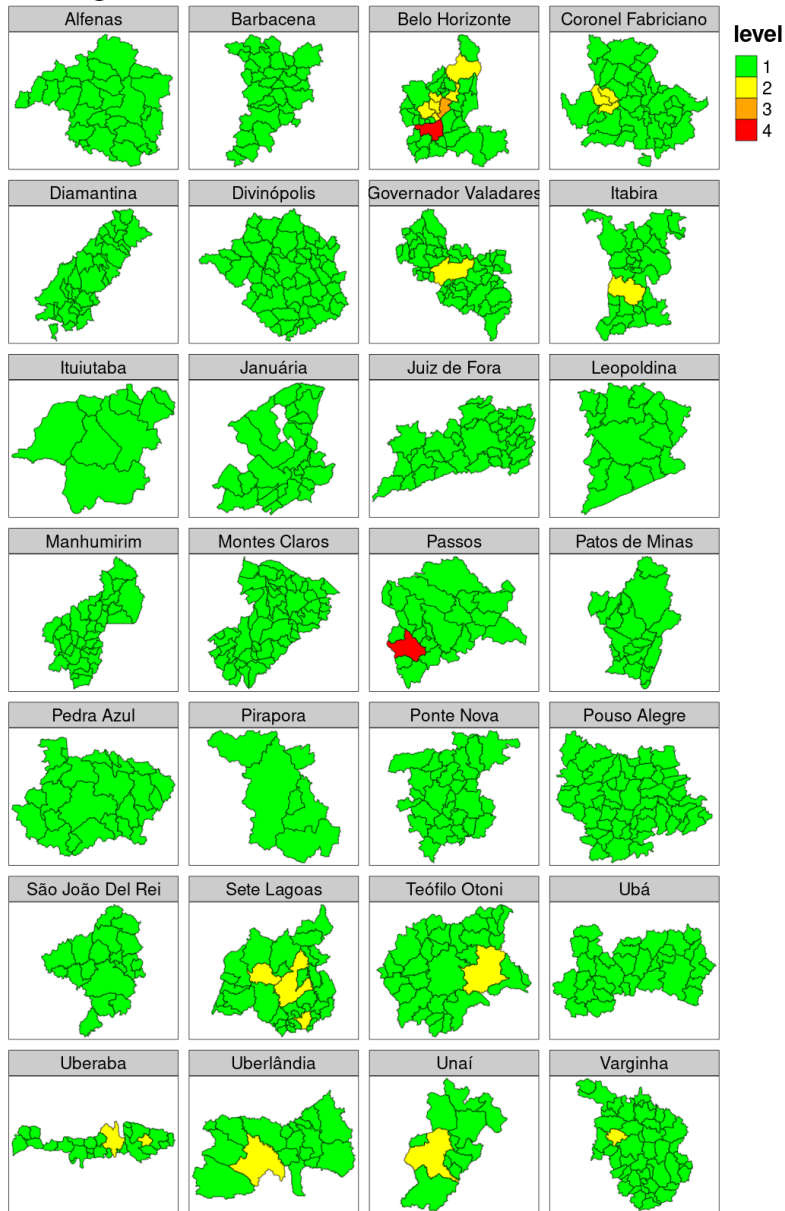 Alfenas
Barbacena
Belo Horizonte
Coronel Fabriciano
level
1
2
3
4
Diamantina
Divinópolis
Governador Valadares
Itabira
Ituiutaba
Januária
Juiz de Fora
Leopoldina
Manhumirim
Montes Claros
Passos
Patos de Minas
Pedra Azul
Pirapora
Ponte Nova
Pouso Alegre
São João Del Rei
Sete Lagoas
Teófilo Otoni
Ubá
Uberaba
Uberlândia
Unaí
Varginha